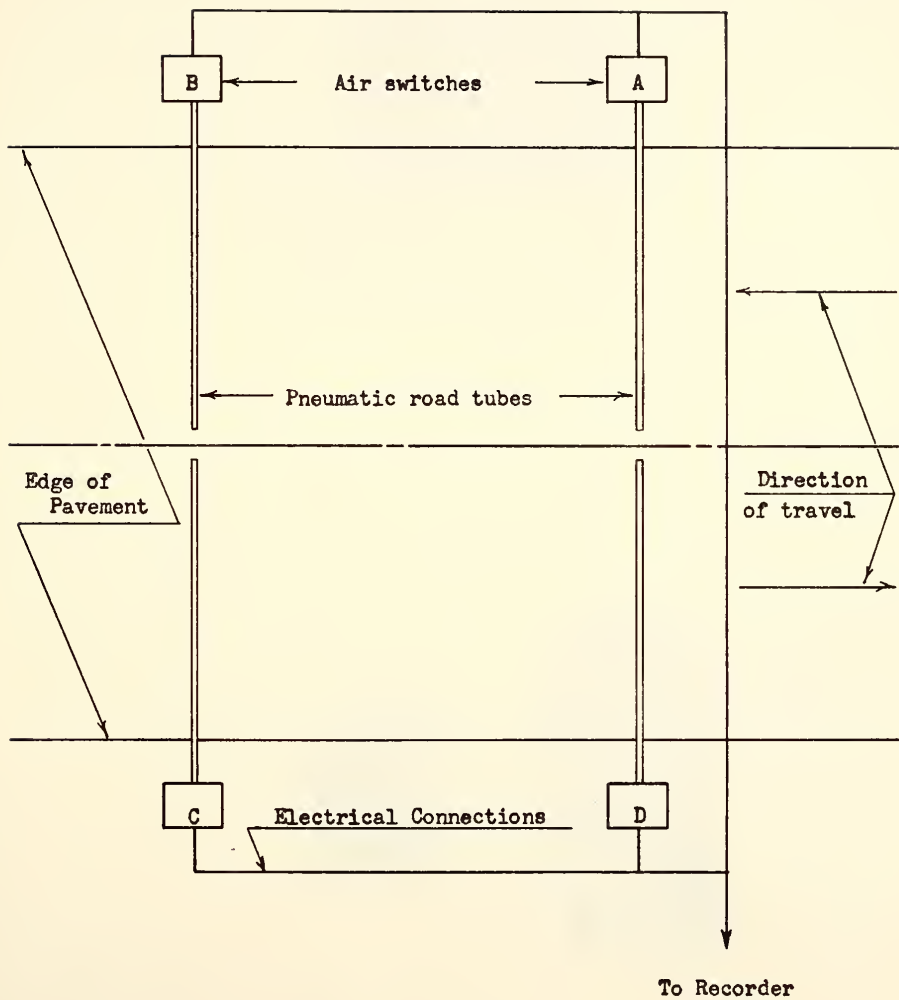 B
Air switches
A
Pneumatic road tubes
Edge of
Pavement
Direction
of travel
C
Electrical Connections
D
To Recorder